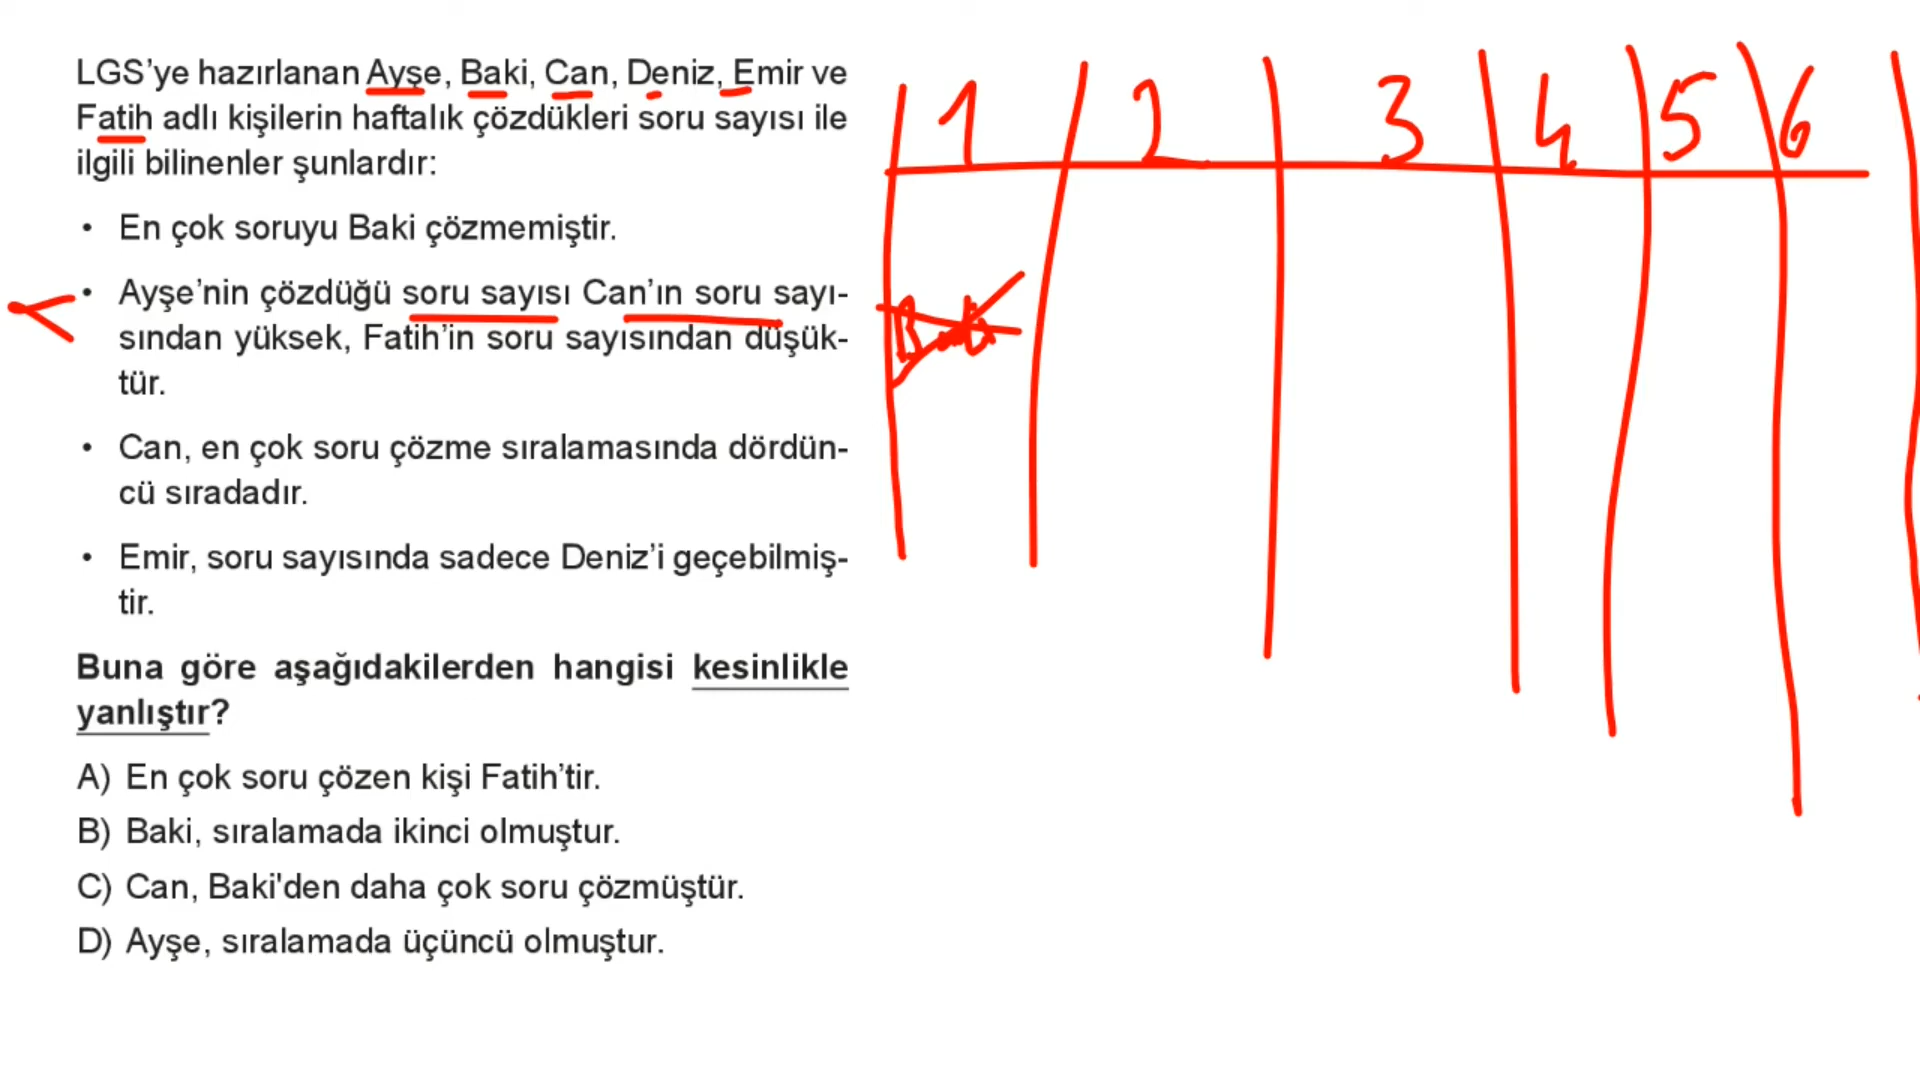 LGS’ye hazırlanan Ayşe, Baki, Can, Deniz, Emir ve
Fatih adlı kişilerin haftalık çözdükleri soru sayısı ile
ilgili bilinenler şunlardır:
• En çok soruyu Baki çözmemiştir.
• Ayşe’nin çözdüğü soru sayısı Can’ın soru sayı-
sından yüksek, Fatih’in soru sayısından düşük-
tür.
• Can, en çok soru çözme sıralamasında dördün-
cü sıradadır.
• Emir, soru sayısında sadece Deniz’i geçebilmiş-
tir.
Buna göre aşağıdakilerden hangisi kesinlikle
yanlıştır?
A) En çok soru çözen kişi Fatih’tir.
B) Baki, sıralamada ikinci olmuştur.
C) Can, Baki'den daha çok soru çözmüştür.
D) Ayşe, sıralamada üçüncü olmuştur.
1 2 3 4 5 6